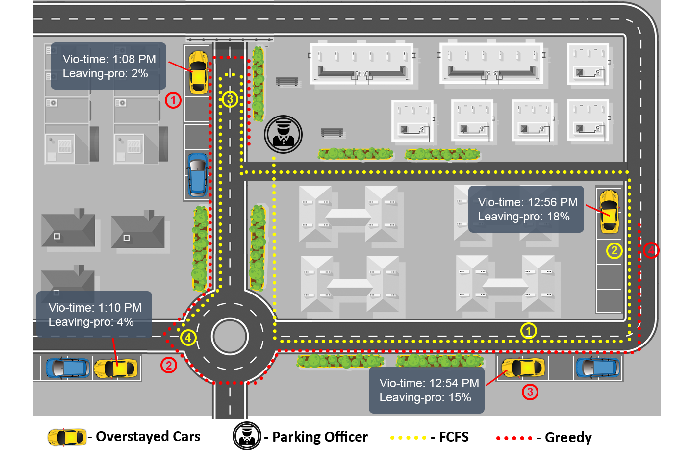 Vio-time: 1:08 PM
Leaving-pro: 2%
1
3
Vio-time: 12:56 PM
Leaving-pro: 18%
2
4
Vio-time: 1:10 PM
Leaving-pro: 4%
4
2
1
Vio-time: 12:54 PM
Leaving-pro: 15%
3
- Overstayed Cars
- Parking Officer
- FCFS
- Greedy